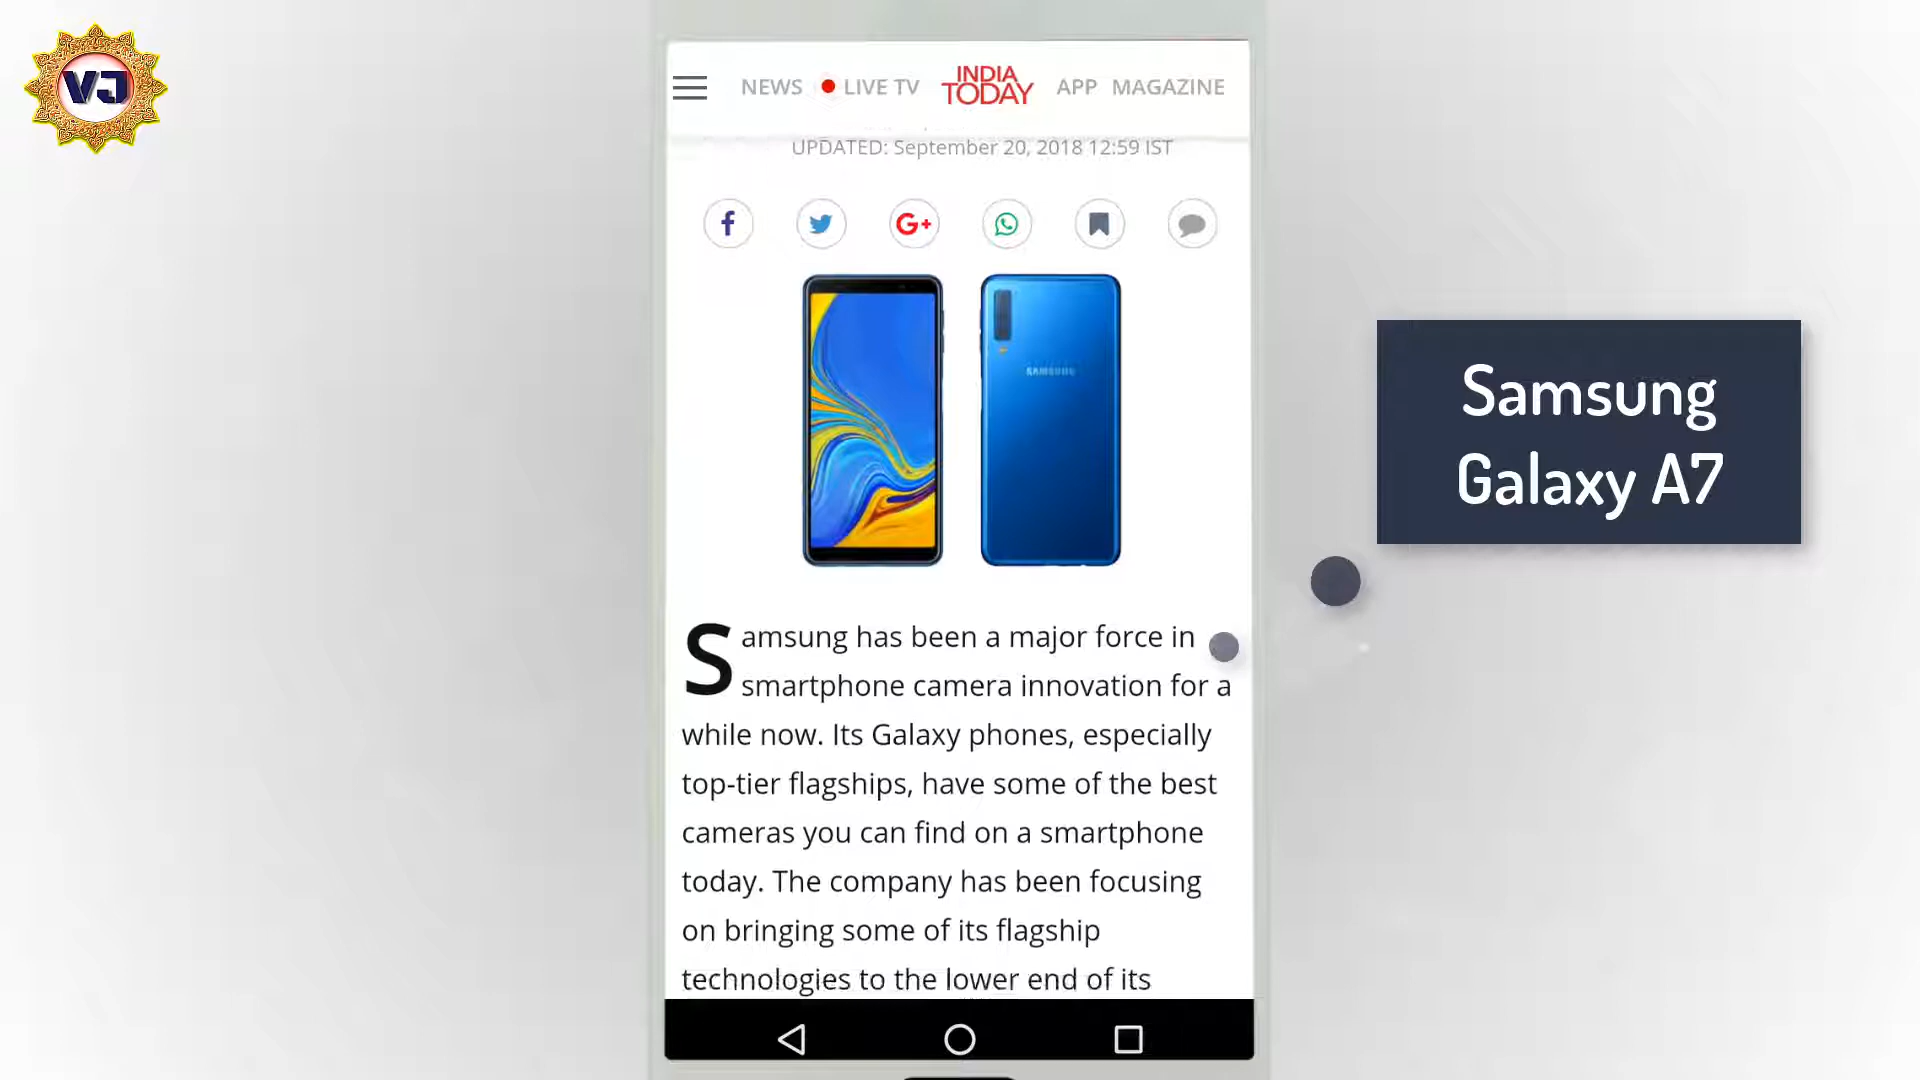 VJ
NEWS LIVE TV INDIA TODAY APP MAGAZINE
UPDATED: September 20, 2018 12:59 IST
SAMSUNG
Samsung has been a major force in
smartphone camera innovation for a
while now. Its Galaxy phones, especially
top-tier flagships, have some of the best
cameras you can find on a smartphone
today. The company has been focusing
on bringing some of its flagship
technologies to the lower end of its
Samsung
Galaxy A7